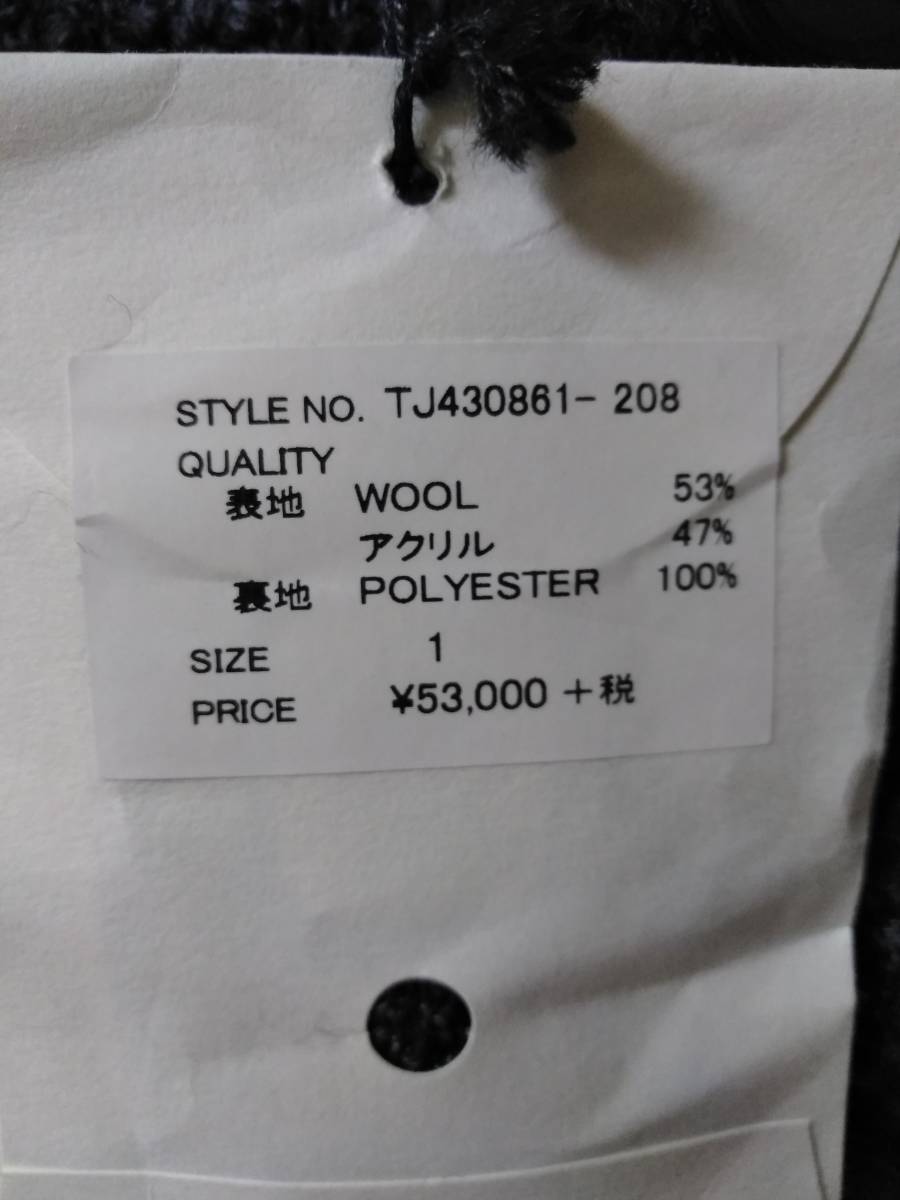 STYLE NO. TJ430861- 208
QUALITY
表地 WOOL 53%
アクリル 47%
裏地 POLYESTER 100%
SIZE 1
PRICE ¥53,000 +税